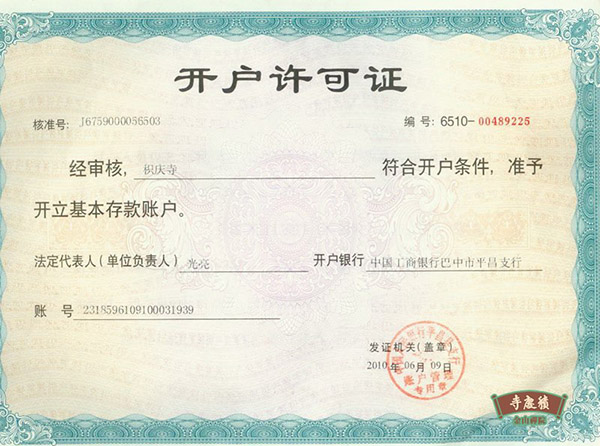 开户许可证
核准号: J6759000056503 编号: 6510-00489225
经审核, 枳庆寺 符合开户条件, 准予
开立基本存款账户。
法定代表人(单位负责人) 光亮 开户银行 中国工商银行巴中市平昌支行
账 号 2318596109100031939
发证机关(盖章)
2010年06月09日
账户管理
专用章
寺庆积